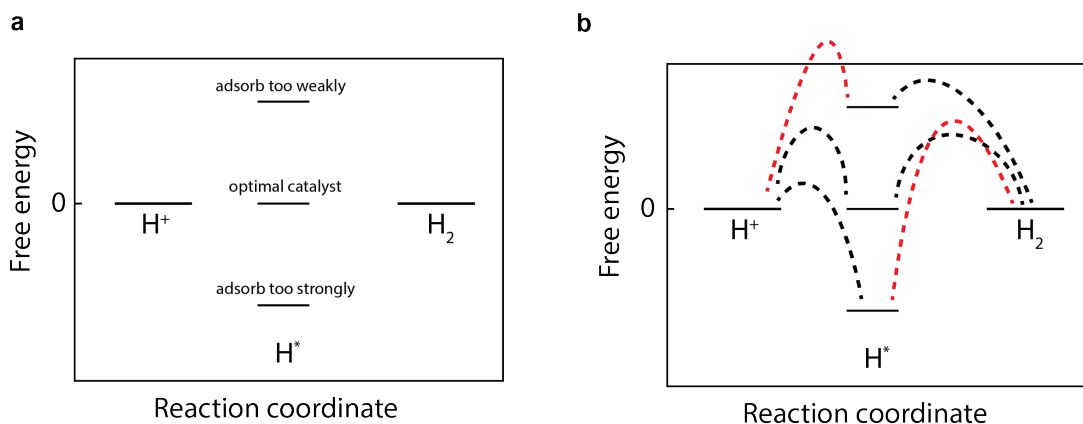 a
adsorb too weakly
optimal catalyst
adsorb too strongly
Free energy
0
H⁺
H₂
H*
Reaction coordinate
b
Free energy
0
H⁺
H₂
H*
Reaction coordinate